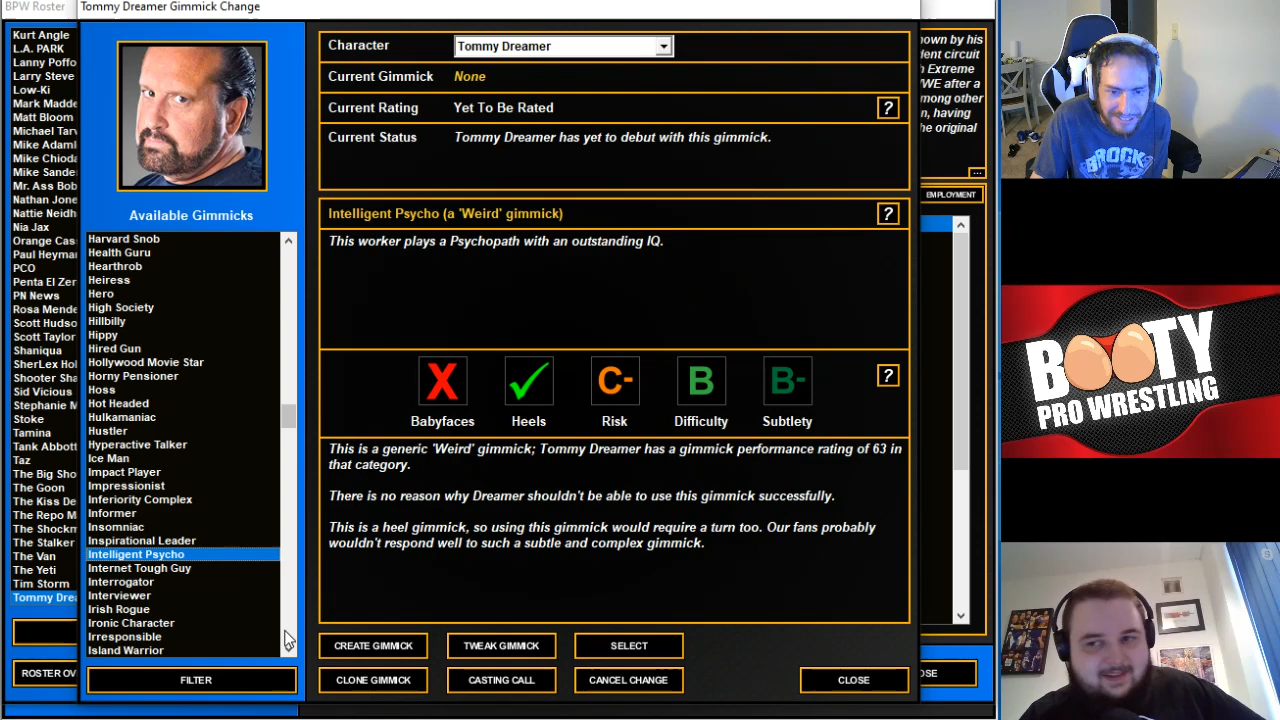 BPW Roster
Tommy Dreamer Gimmick Change
Kurt Angle
L.A. PARK
Lanny Poffo
Larry Steve
Low-Ki
Mark Madde
Matt Bloom
Michael Tarv
Mike Adaml
Mike Chioda
Mike Sande
Mr. Ass Bob
Nathan Jone
Nattie Neidh
Nia Jax
Orange Cas
Paul Heyma
PCO
Penta El Zer
PN News
Rosa Mende
Scott Hudso
Scott Taylor
Shaniqua
SherLex Hol
Shooter Sha
Sid Vicious
Stephanie M
Stoke
Tamina
Tank Abbott
Taz
The Big Sho
The Goon
The Kiss De
The Repo M
The Shockm
The Stalker
The Van
The Yeti
Tim Storm
Tommy Drea
ROSTER OV
Available Gimmicks
Harvard Snob
Health Guru
Hearthrob
Heiress
Hero
High Society
Hillbilly
Hippy
Hired Gun
Hollywood Movie Star
Horny Pensioner
Hoss
Hot Headed
Hulkamaniac
Hustler
Hyperactive Talker
Ice Man
Impact Player
Impressionist
Inferiority Complex
Informer
Insomniac
Inspirational Leader
Intelligent Psycho
Internet Tough Guy
Interrogator
Interviewer
Irish Rogue
Ironic Character
Irresponsible
Island Warrior
FILTER
Character
Tommy Dreamer
Current Gimmick
None
Current Rating
Yet To Be Rated
?
Current Status
Tommy Dreamer has yet to debut with this gimmick.
Intelligent Psycho (a 'Weird' gimmick)
?
This worker plays a Psychopath with an outstanding IQ.
X
C-
B
B-
?
Babyfaces
Heels
Risk
Difficulty
Subtlety
This is a generic 'Weird' gimmick; Tommy Dreamer has a gimmick performance rating of 63 in
that category.
There is no reason why Dreamer shouldn't be able to use this gimmick successfully.
This is a heel gimmick, so using this gimmick would require a turn too. Our fans probably
wouldn't respond well to such a subtle and complex gimmick.
CREATE GIMMICK
TWEAK GIMMICK
SELECT
CLONE GIMMICK
CASTING CALL
CANCEL CHANGE
CLOSE
own by his
lent circuit
n Extreme
WE after a
mong other
n, having
he original
...
EMPLOYMENT
OSE
BROCK
BOOTY
PRO WRESTLING